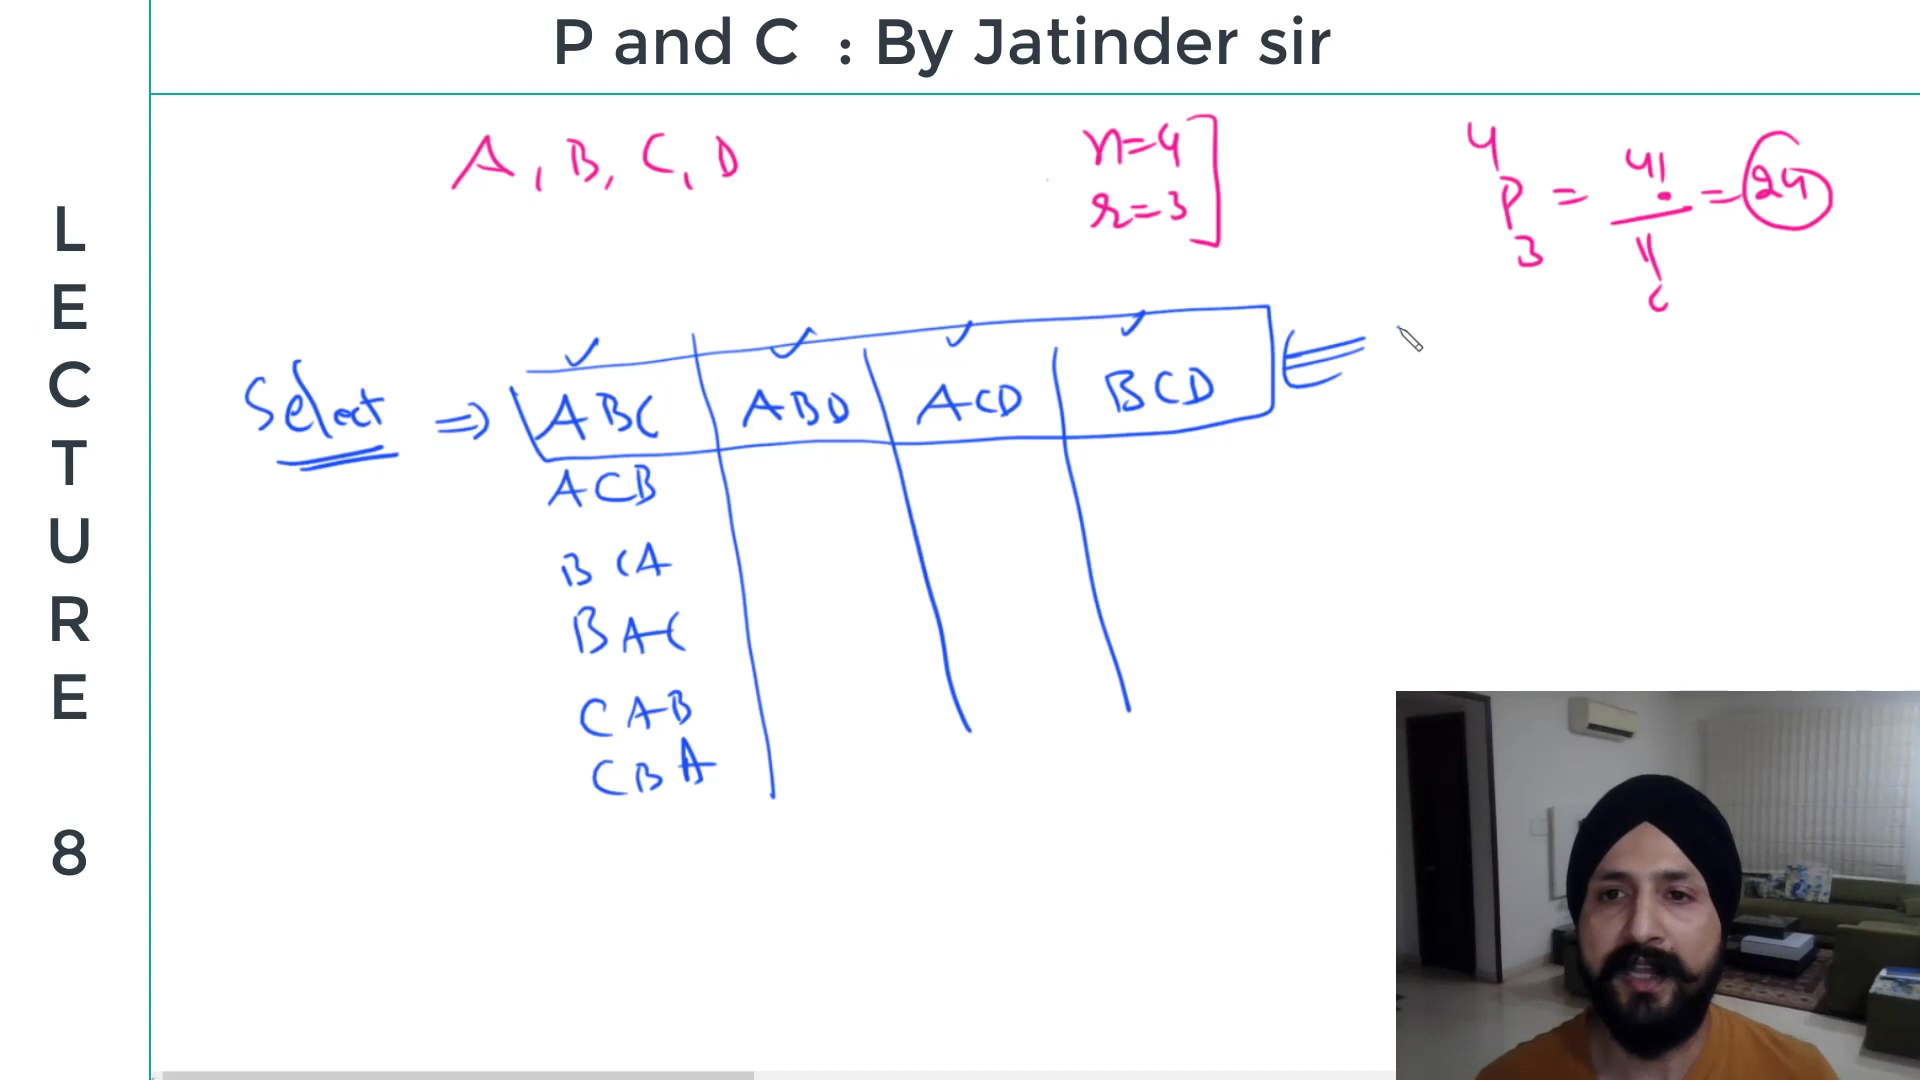 P and C : By Jatinder sir
LECTURE 8
A, B, C, D
n=4
r=3
4P3 = 4!/1! = 24
Select ⇒ ABC ABD ACD BCD
ACB
BCA
BAC
CAB
CBA